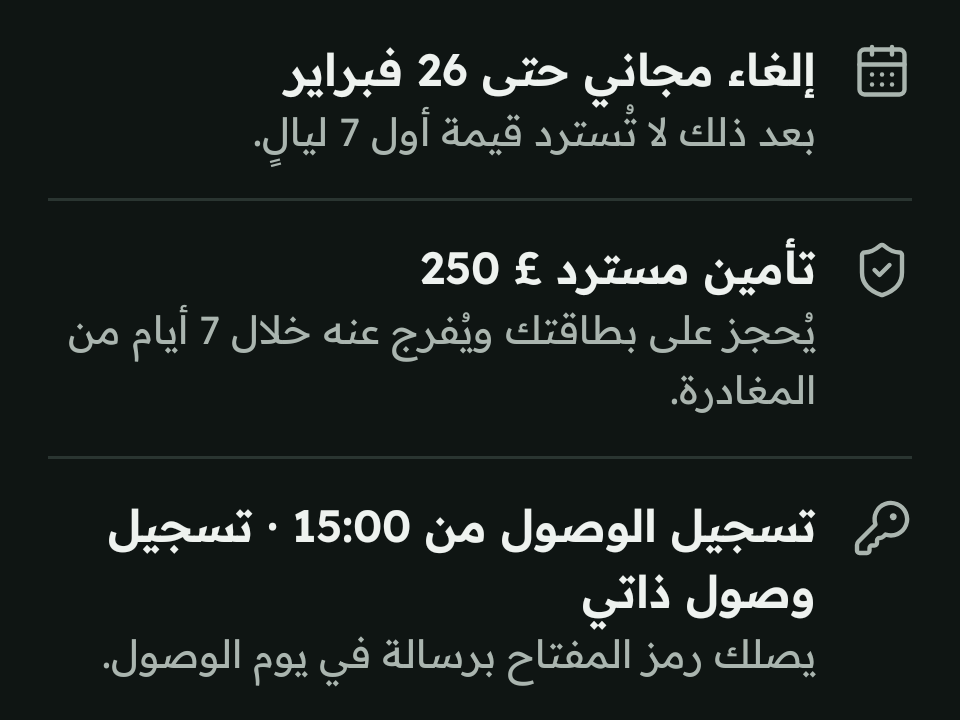 إلغاء مجاني حتى 26 فبراير
بعد ذلك لا تُسترد قيمة أول 7 ليالٍ.
تأمين مسترد £ 250
يُحجز على بطاقتك ويُفرج عنه خلال 7 أيام من
المغادرة.
تسجيل الوصول من 15:00 · تسجيل
وصول ذاتي
يصلك رمز المفتاح برسالة في يوم الوصول.